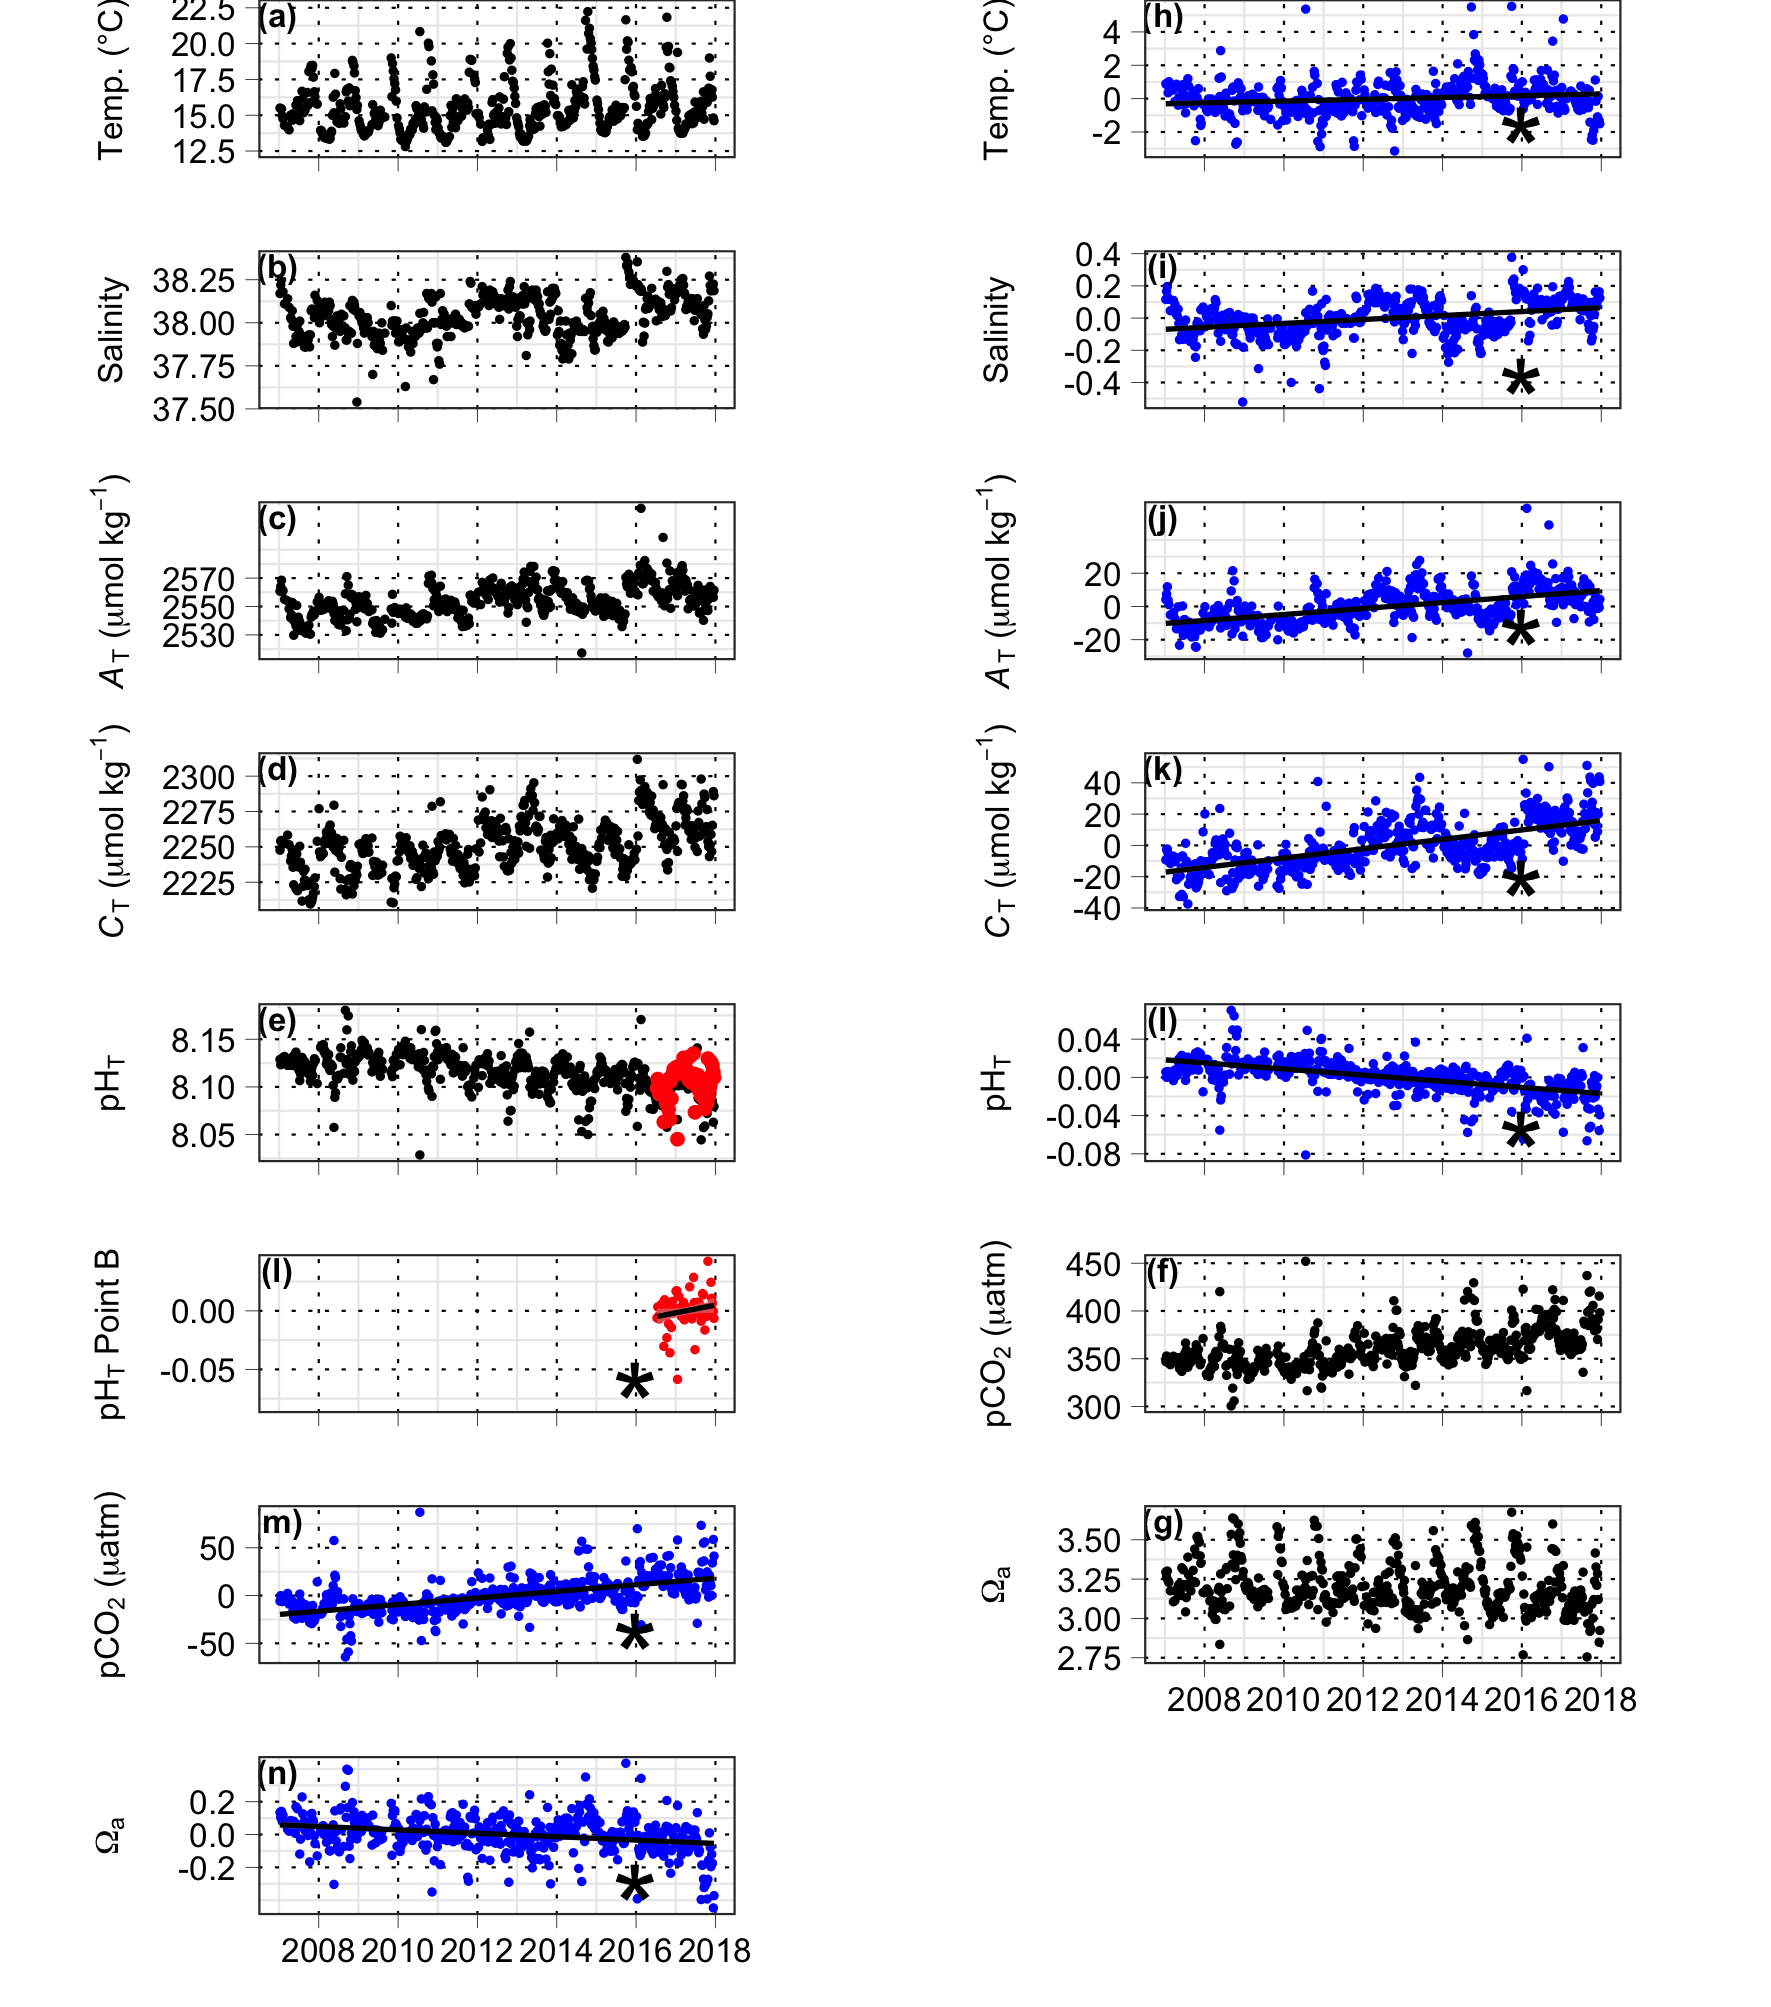 (a)
Temp. (°C)
22.5
20.0
17.5
15.0
12.5
(h)
Temp. (°C)
4
2
0
-2
*
(b)
Salinity
38.25
38.00
37.75
37.50
(i)
Salinity
0.4
0.2
0.0
-0.2
-0.4
*
(c)
A_T (μmol kg⁻¹)
2570
2550
2530
(j)
A_T (μmol kg⁻¹)
20
0
-20
*
(d)
C_T (μmol kg⁻¹)
2300
2275
2250
2225
(k)
C_T (μmol kg⁻¹)
40
20
0
-20
-40
*
(e)
pH_T
8.15
8.10
8.05
(l)
pH_T
0.04
0.00
-0.04
-0.08
*
(l)
pH_T Point B
0.00
-0.05
*
(f)
pCO₂ (μatm)
450
400
350
300
m)
pCO₂ (μatm)
50
0
-50
*
(g)
Ωₐ
3.50
3.25
3.00
2.75
2008 2010 2012 2014 2016 2018
(n)
Ωₐ
0.2
0.0
-0.2
*
2008 2010 2012 2014 2016 2018